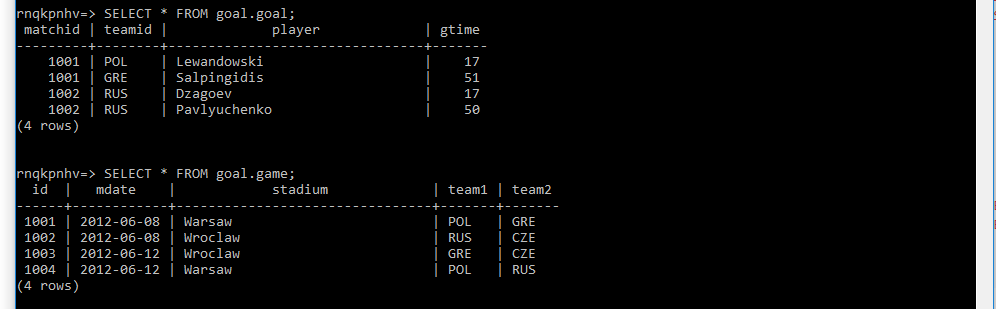 rnqkpnhv=> SELECT * FROM goal.goal;
 matchid | teamid |             player             | gtime
---------+--------+--------------------------------+-------
    1001 | POL    | Lewandowski                    |    17
    1001 | GRE    | Salpingidis                    |    51
    1002 | RUS    | Dzagoev                        |    17
    1002 | RUS    | Pavlyuchenko                   |    50
(4 rows)
rnqkpnhv=> SELECT * FROM goal.game;
  id  |   mdate    |            stadium             | team1 | team2
------+------------+--------------------------------+-------+-------
 1001 | 2012-06-08 | Warsaw                         | POL   | GRE
 1002 | 2012-06-08 | Wroclaw                        | RUS   | CZE
 1003 | 2012-06-12 | Wroclaw                        | GRE   | CZE
 1004 | 2012-06-12 | Warsaw                         | POL   | RUS
(4 rows)